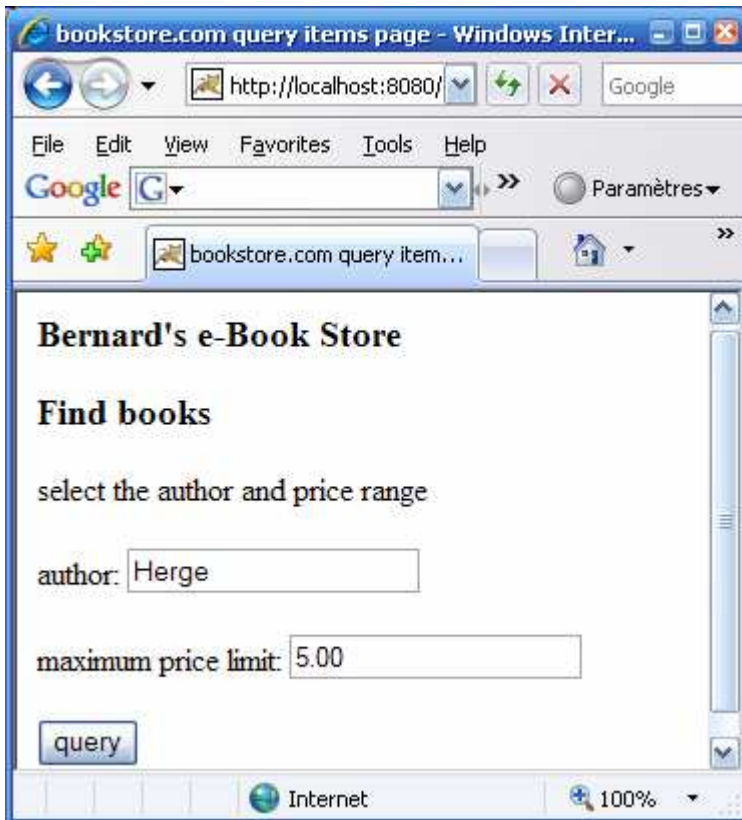 bookstore.com query items page - Windows Inter...
http://localhost:8080/ Google
File Edit View Favorites Tools Help
Google G » Paramètres
bookstore.com query item... »
Bernard's e-Book Store
Find books
select the author and price range
author: Herge
maximum price limit: 5.00
query
Internet 100%